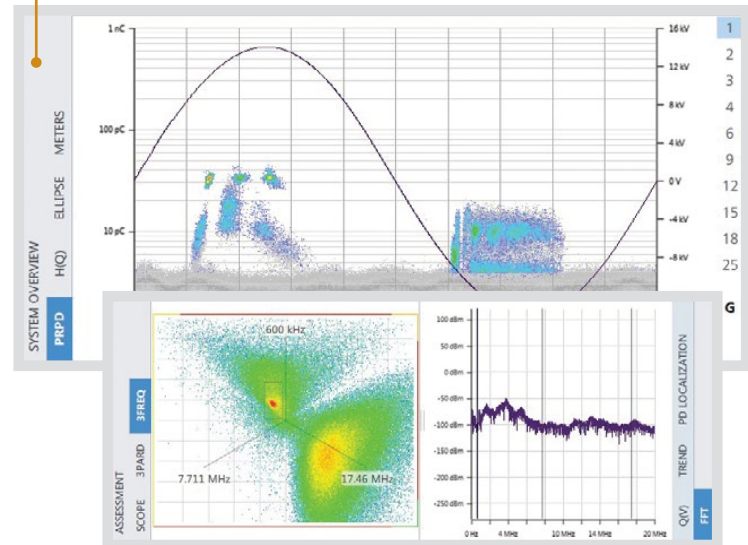 SYSTEM OVERVIEW
PRPD
H(Q)
ELLIPSE
METERS
1 nC
100 pC
10 pC
16 kV
12 kV
8 kV
4 kV
0 V
-4 kV
-8 kV
1
2
3
4
6
9
12
15
18
25
G
ASSESSMENT
SCOPE
3PARD
3FREQ
600 kHz
7.711 MHz
17.46 MHz
100 dBm
50 dBm
0 dBm
-50 dBm
-100 dBm
-150 dBm
-200 dBm
-250 dBm
0 Hz
4 MHz
10 MHz
14 MHz
20 MHz
Q(V)
TREND
PD LOCALIZATION
FFT